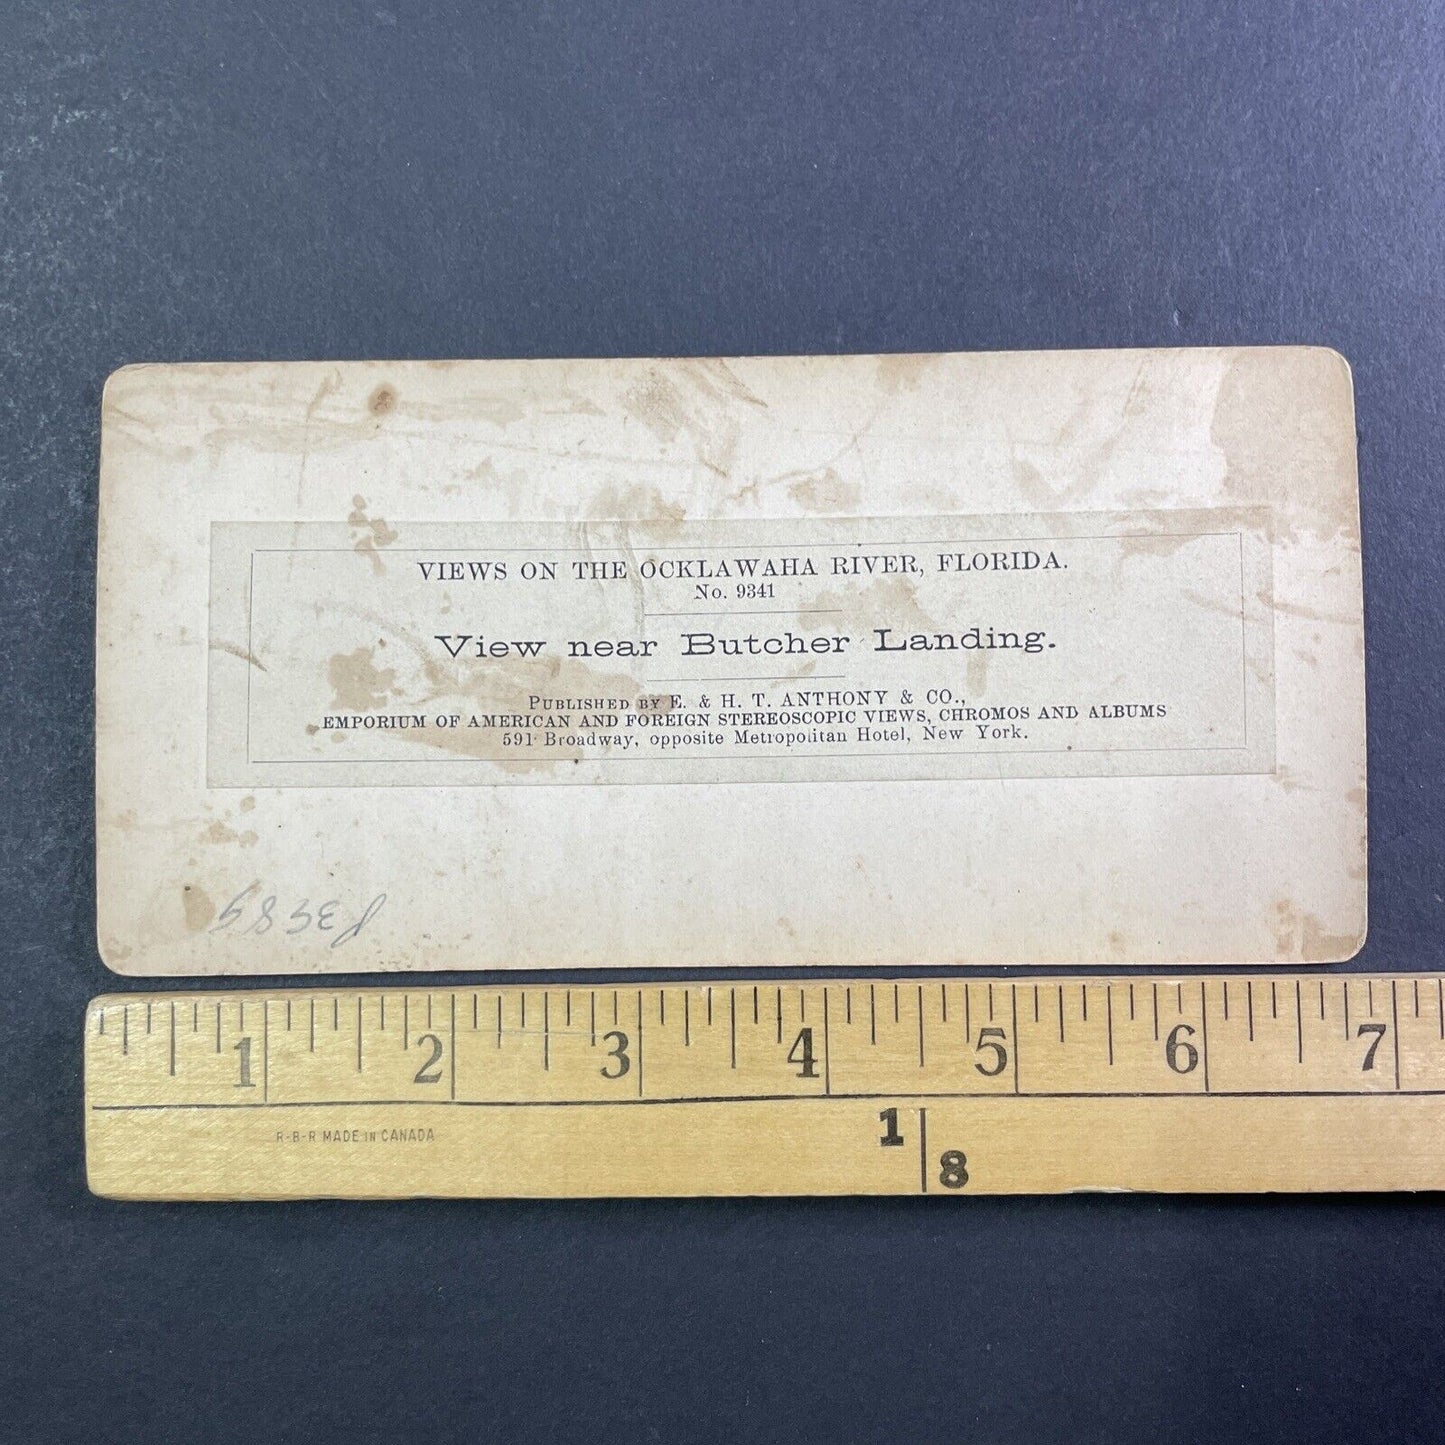 VIEWS ON THE OCKLAWAHA RIVER, FLORIDA.
No. 9341
View near Butcher Landing.
PUBLISHED BY E. & H. T. ANTHONY & CO.,
EMPORIUM OF AMERICAN AND FOREIGN STEREOSCOPIC VIEWS, CHROMOS AND ALBUMS
591 Broadway, opposite Metropolitan Hotel, New York.
1 2 3 4 5 6 7
R-B-R MADE IN CANADA
1 8